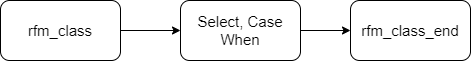 rfm_class
Select, Case
When
rfm_class_end